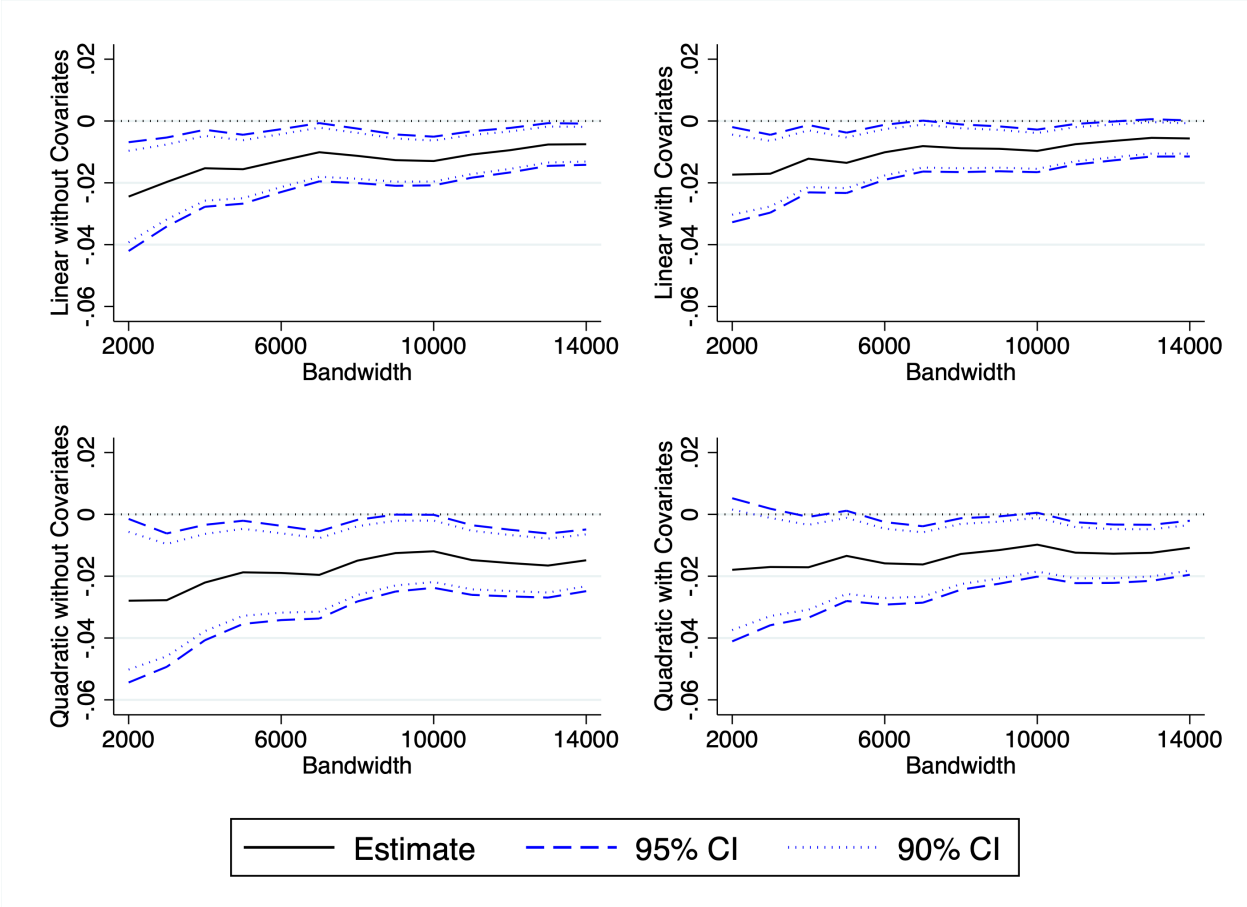 Linear without Covariates
.02
0
-.02
-.04
-.06
2000 6000 10000 14000
Bandwidth
Linear with Covariates
.02
0
-.02
-.04
-.06
2000 6000 10000 14000
Bandwidth
Quadratic without Covariates
.02
0
-.02
-.04
-.06
2000 6000 10000 14000
Bandwidth
Quadratic with Covariates
.02
0
-.02
-.04
-.06
2000 6000 10000 14000
Bandwidth
Estimate 95% CI 90% CI